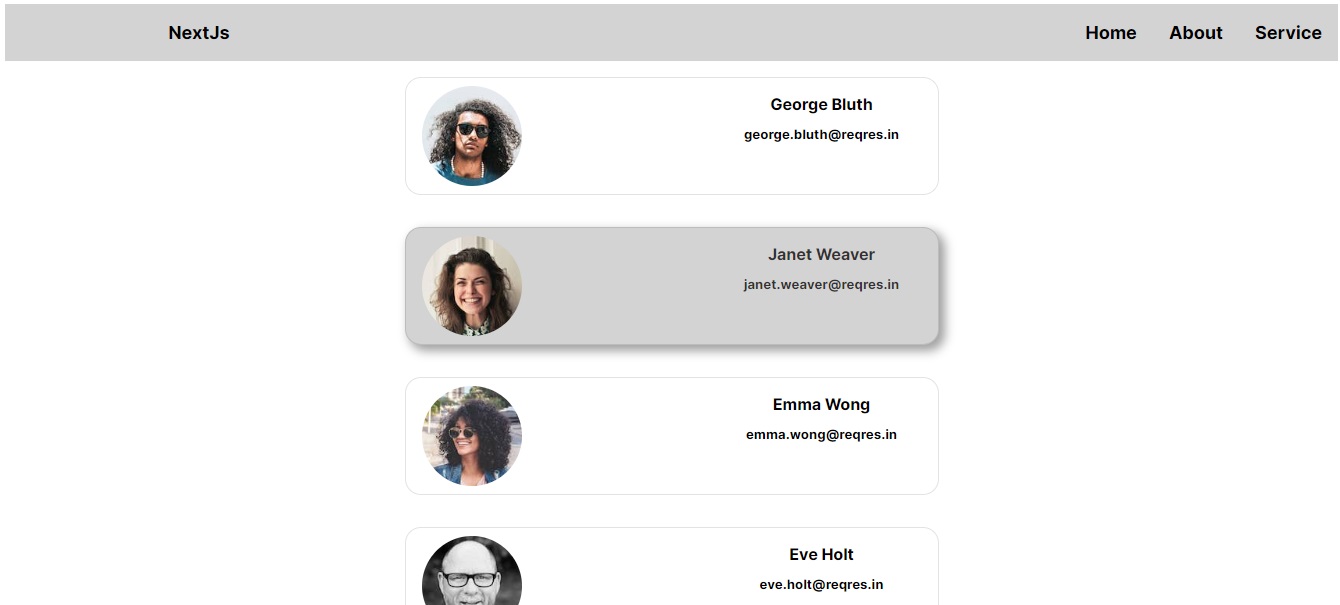 NextJs
Home About Service
George Bluth
george.bluth@reqres.in
Janet Weaver
janet.weaver@reqres.in
Emma Wong
emma.wong@reqres.in
Eve Holt
eve.holt@reqres.in